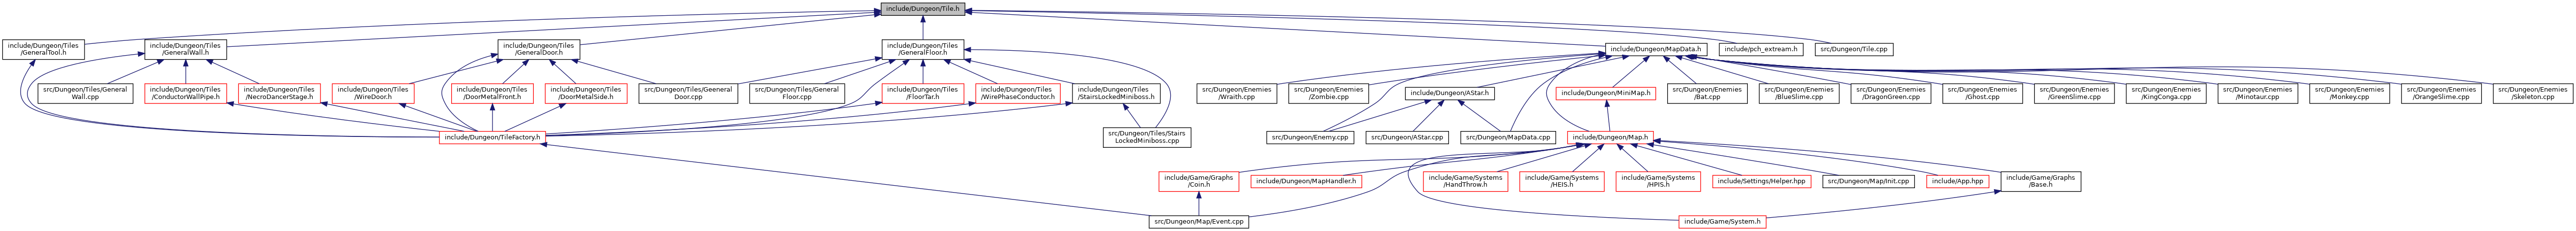 include/Dungeon/Tile.h
include/Dungeon/Tiles
/GeneralTool.h
include/Dungeon/Tiles
/GeneralWall.h
include/Dungeon/Tiles
/GeneralDoor.h
include/Dungeon/Tiles
/GeneralFloor.h
include/Dungeon/MapData.h
include/pch_extream.h
src/Dungeon/Tile.cpp
src/Dungeon/Tiles/General
Wall.cpp
include/Dungeon/Tiles
/ConductorWallPipe.h
include/Dungeon/Tiles
/NecroDancerStage.h
include/Dungeon/Tiles
/WireDoor.h
include/Dungeon/Tiles
/DoorMetalFront.h
include/Dungeon/Tiles
/DoorMetalSide.h
src/Dungeon/Tiles/Geeneral
Door.cpp
src/Dungeon/Tiles/General
Floor.cpp
include/Dungeon/Tiles
/FloorTar.h
include/Dungeon/Tiles
/WirePhaseConductor.h
include/Dungeon/Tiles
/StairsLockedMiniboss.h
src/Dungeon/Enemies
/Wraith.cpp
src/Dungeon/Enemies
/Zombie.cpp
include/Dungeon/AStar.h
include/Dungeon/MiniMap.h
src/Dungeon/Enemies
/Bat.cpp
src/Dungeon/Enemies
/BlueSlime.cpp
src/Dungeon/Enemies
/DragonGreen.cpp
src/Dungeon/Enemies
/Ghost.cpp
src/Dungeon/Enemies
/GreenSlime.cpp
src/Dungeon/Enemies
/KingConga.cpp
src/Dungeon/Enemies
/Minotaur.cpp
src/Dungeon/Enemies
/Monkey.cpp
src/Dungeon/Enemies
/OrangeSlime.cpp
src/Dungeon/Enemies
/Skeleton.cpp
include/Dungeon/TileFactory.h
src/Dungeon/Tiles/Stairs
LockedMiniboss.cpp
src/Dungeon/Enemy.cpp
src/Dungeon/AStar.cpp
src/Dungeon/MapData.cpp
include/Dungeon/Map.h
include/Game/Graphs
/Coin.h
include/Dungeon/MapHandler.h
include/Game/Systems
/HandThrow.h
include/Game/Systems
/HEIS.h
include/Game/Systems
/HPIS.h
include/Settings/Helper.hpp
src/Dungeon/Map/Init.cpp
include/App.hpp
include/Game/Graphs
/Base.h
src/Dungeon/Map/Event.cpp
include/Game/System.h